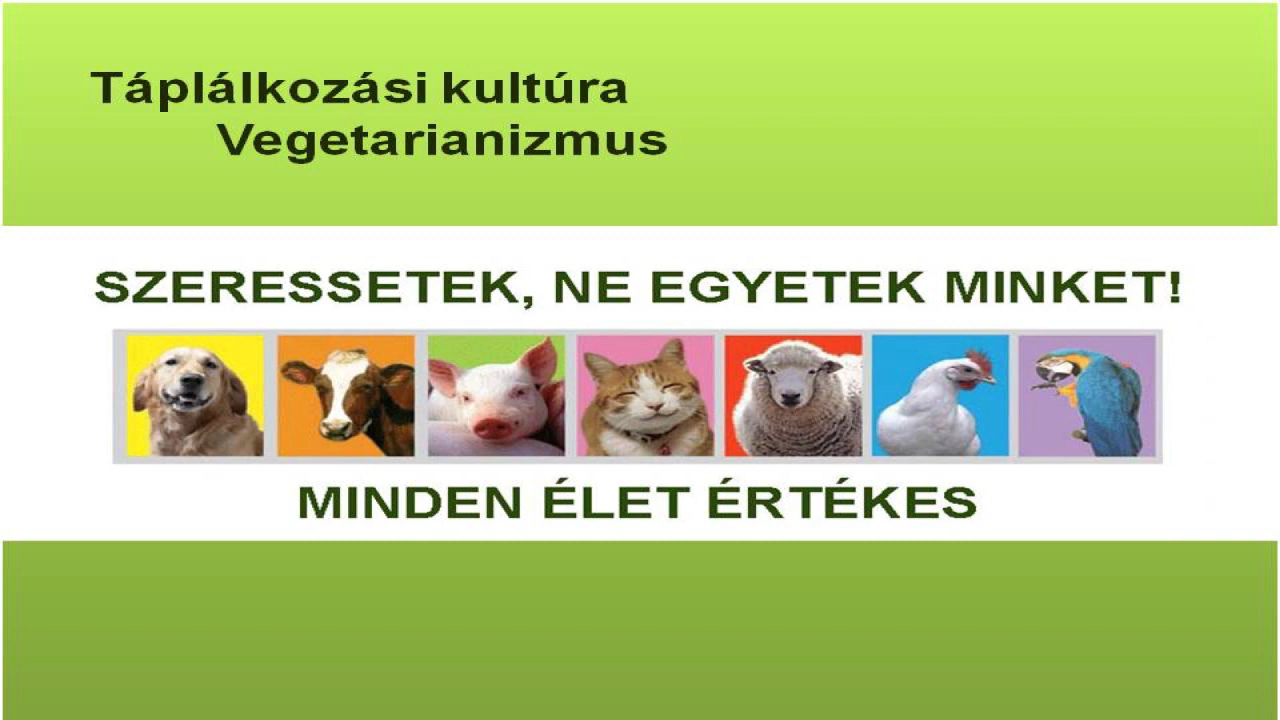 Táplálkozási kultúra
Vegetarianizmus
SZERESSETEK, NE EGYETEK MINKET!
MINDEN ÉLET ÉRTÉKES